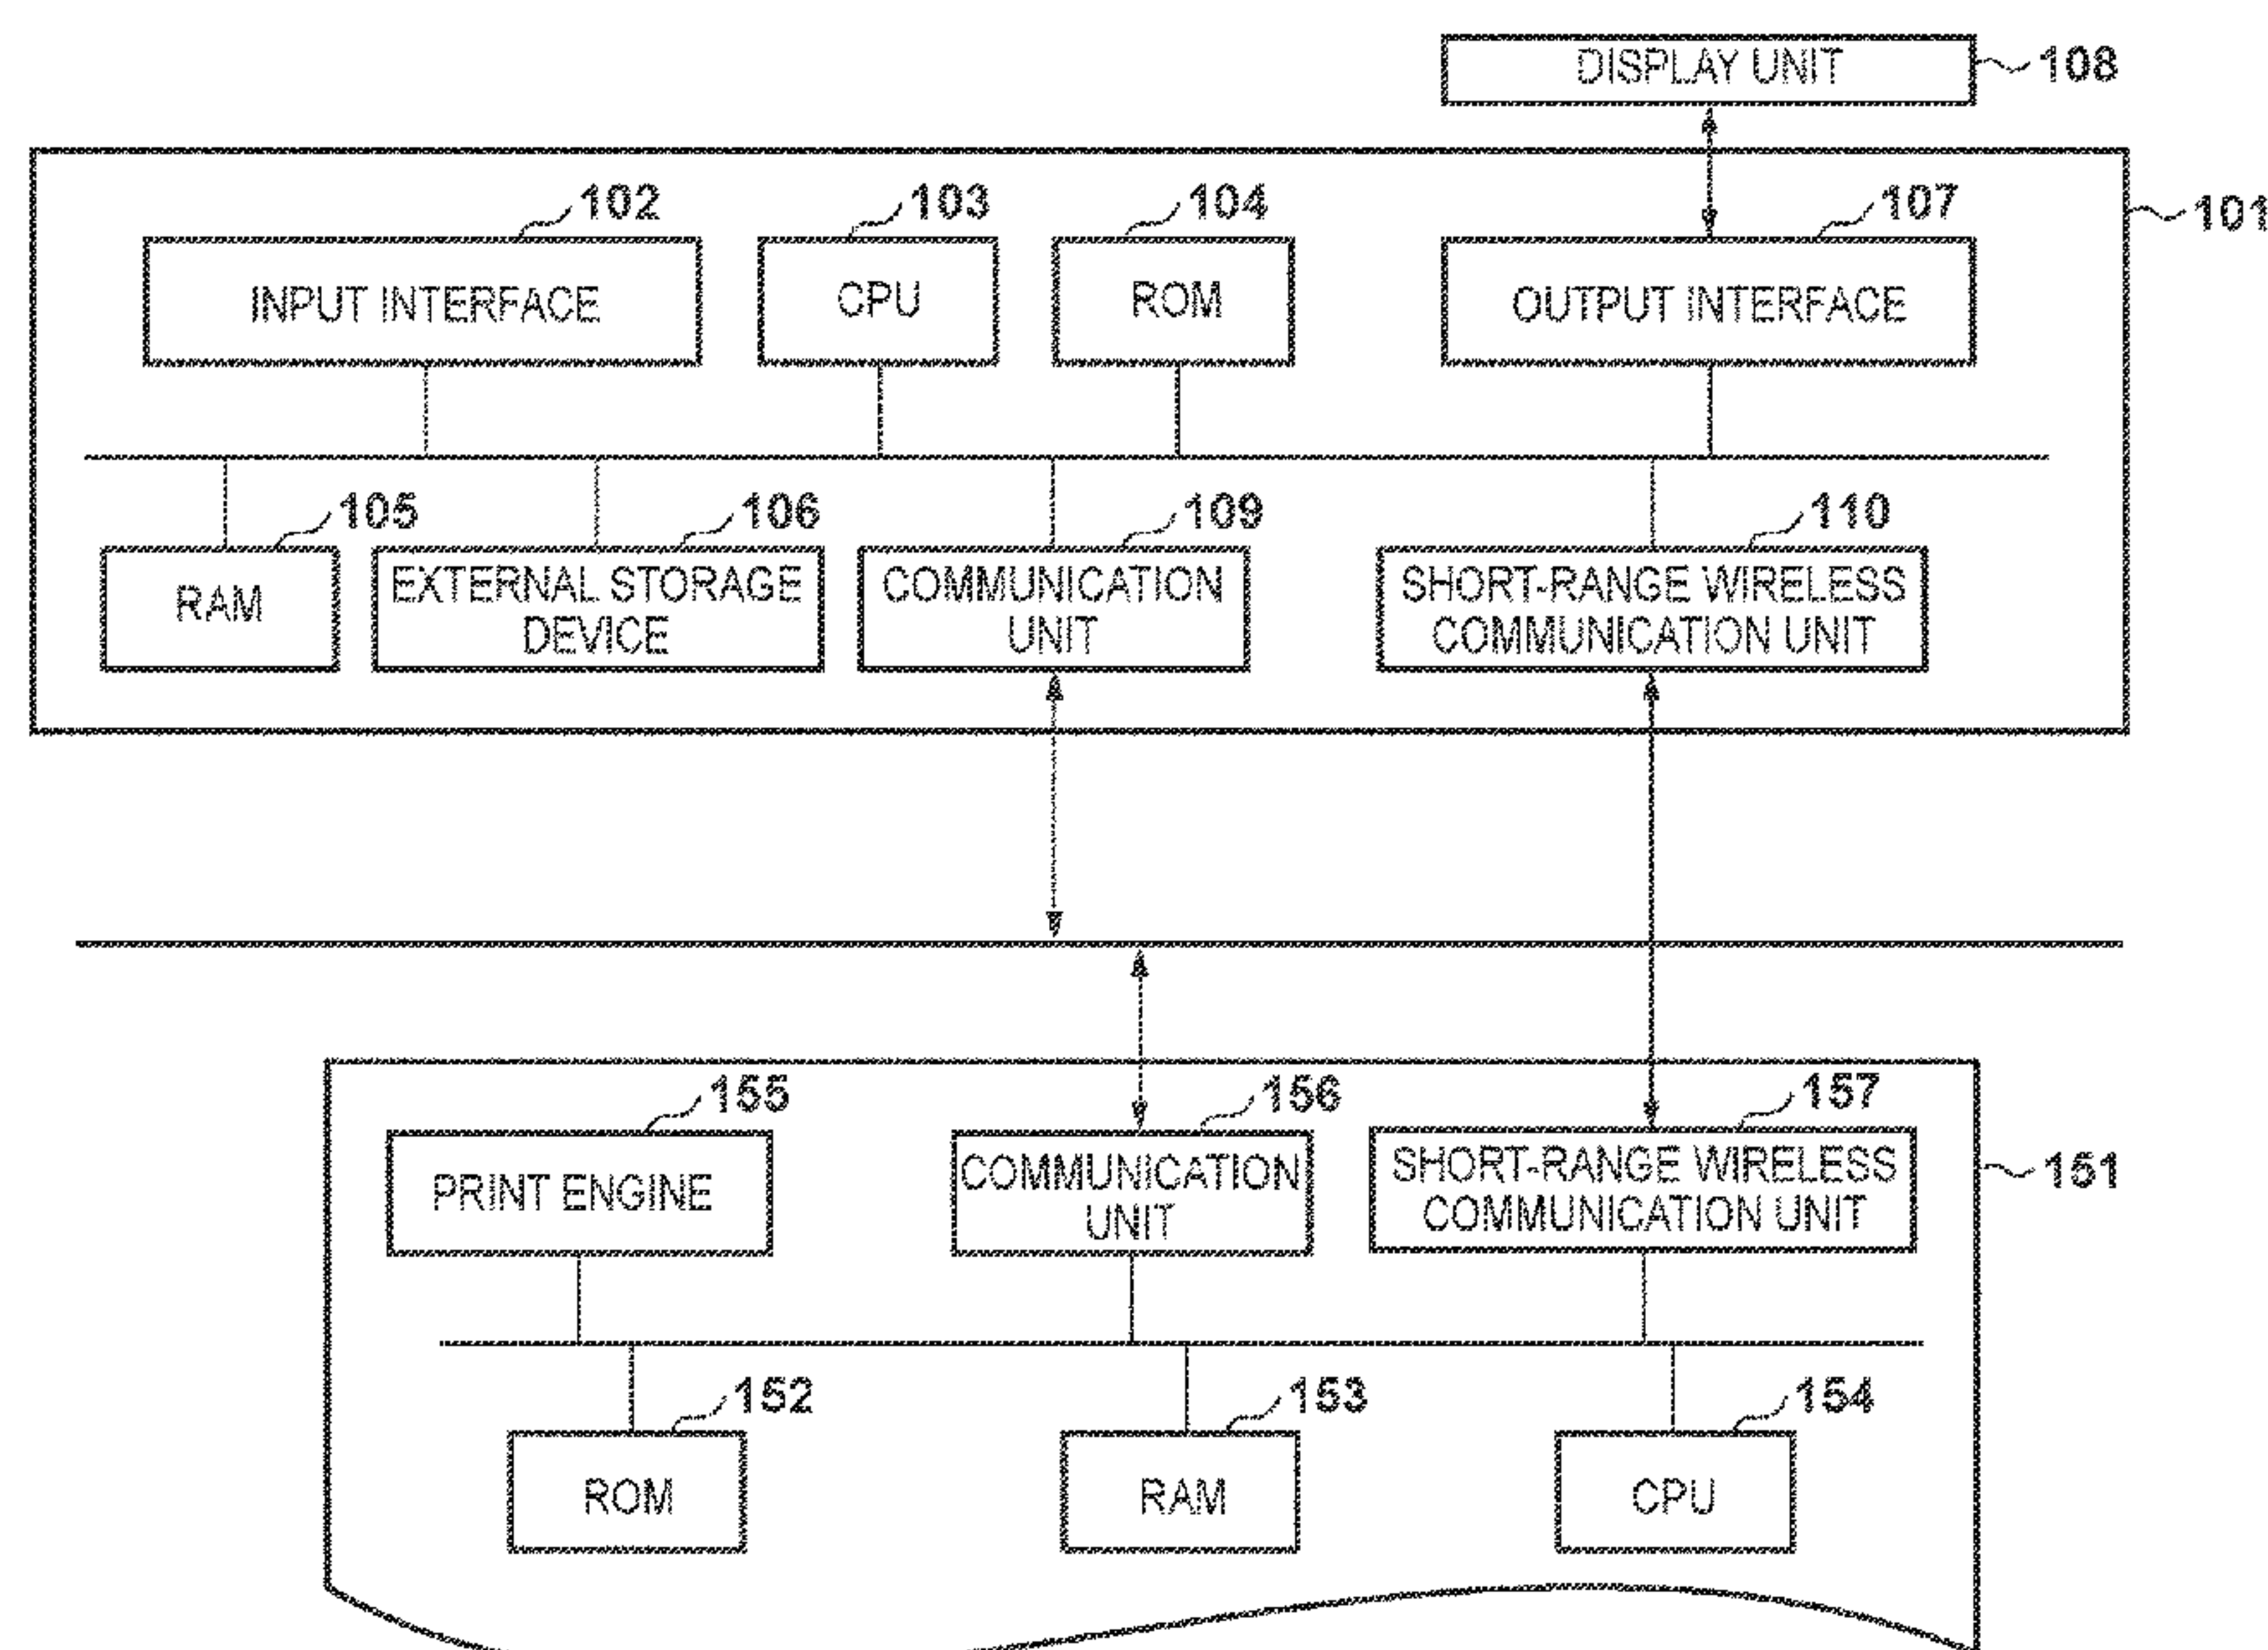 DISPLAY UNIT
108
101
102
103
104
107
INPUT INTERFACE
CPU
ROM
OUTPUT INTERFACE
105
106
109
110
RAM
EXTERNAL STORAGE
DEVICE
COMMUNICATION
UNIT
SHORT-RANGE WIRELESS
COMMUNICATION UNIT
155
156
157
151
PRINT ENGINE
COMMUNICATION
UNIT
SHORT-RANGE WIRELESS
COMMUNICATION UNIT
152
153
154
ROM
RAM
CPU